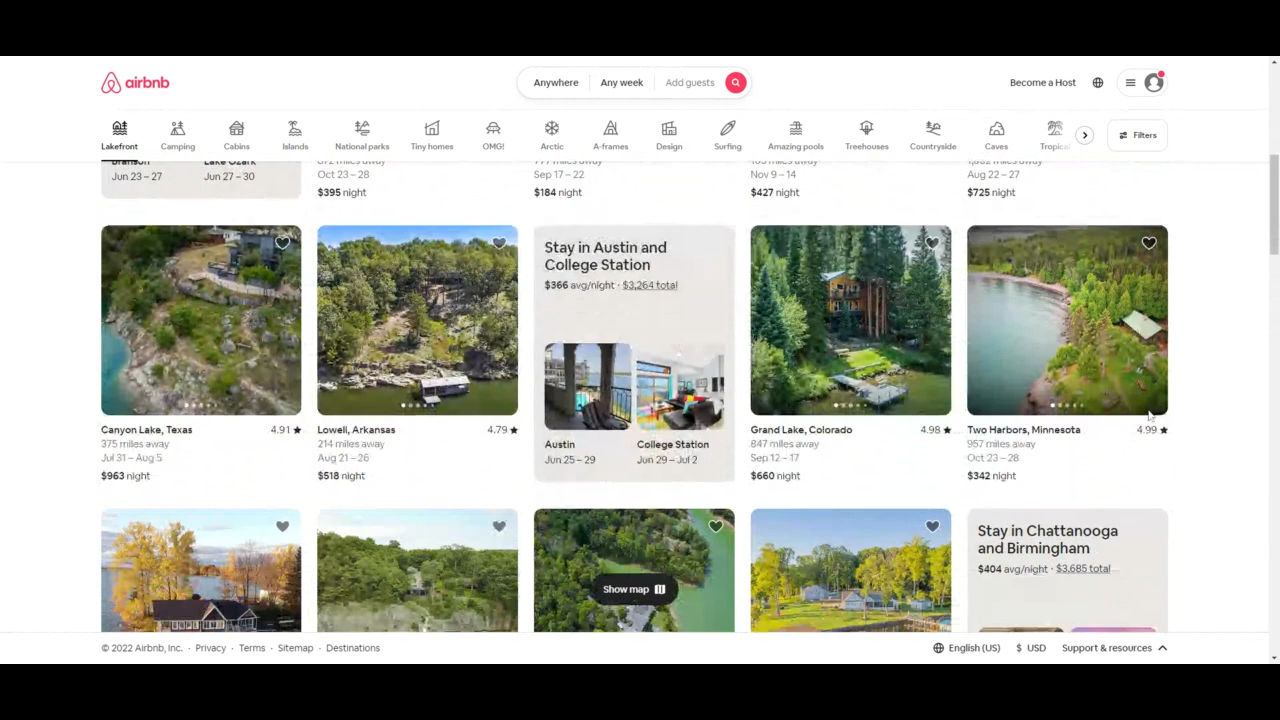 airbnb
Anywhere Any week Add guests
Become a Host
Lakefront Camping Cabins Islands National parks Tiny homes OMG! Arctic A-frames Design Surfing Amazing pools Treehouses Countryside Caves Tropical
Filters
Branson Lake Ozark
Jun 23 – 27 Jun 27 – 30
Oct 23 – 28
$395 night
Sep 17 – 22
$184 night
Nov 9 – 14
$427 night
Aug 22 – 27
$725 night
Canyon Lake, Texas 4.91
375 miles away
Jul 31 – Aug 5
$963 night
Lowell, Arkansas 4.79
214 miles away
Aug 21 – 26
$518 night
Stay in Austin and
College Station
$366 avg/night · $3,264 total
Austin College Station
Jun 25 – 29 Jun 29 – Jul 2
Grand Lake, Colorado 4.98
847 miles away
Sep 12 – 17
$660 night
Two Harbors, Minnesota 4.99
957 miles away
Oct 23 – 28
$342 night
Show map
Stay in Chattanooga
and Birmingham
$404 avg/night · $3,685 total
© 2022 Airbnb, Inc. · Privacy · Terms · Sitemap · Destinations
English (US) $ USD Support & resources